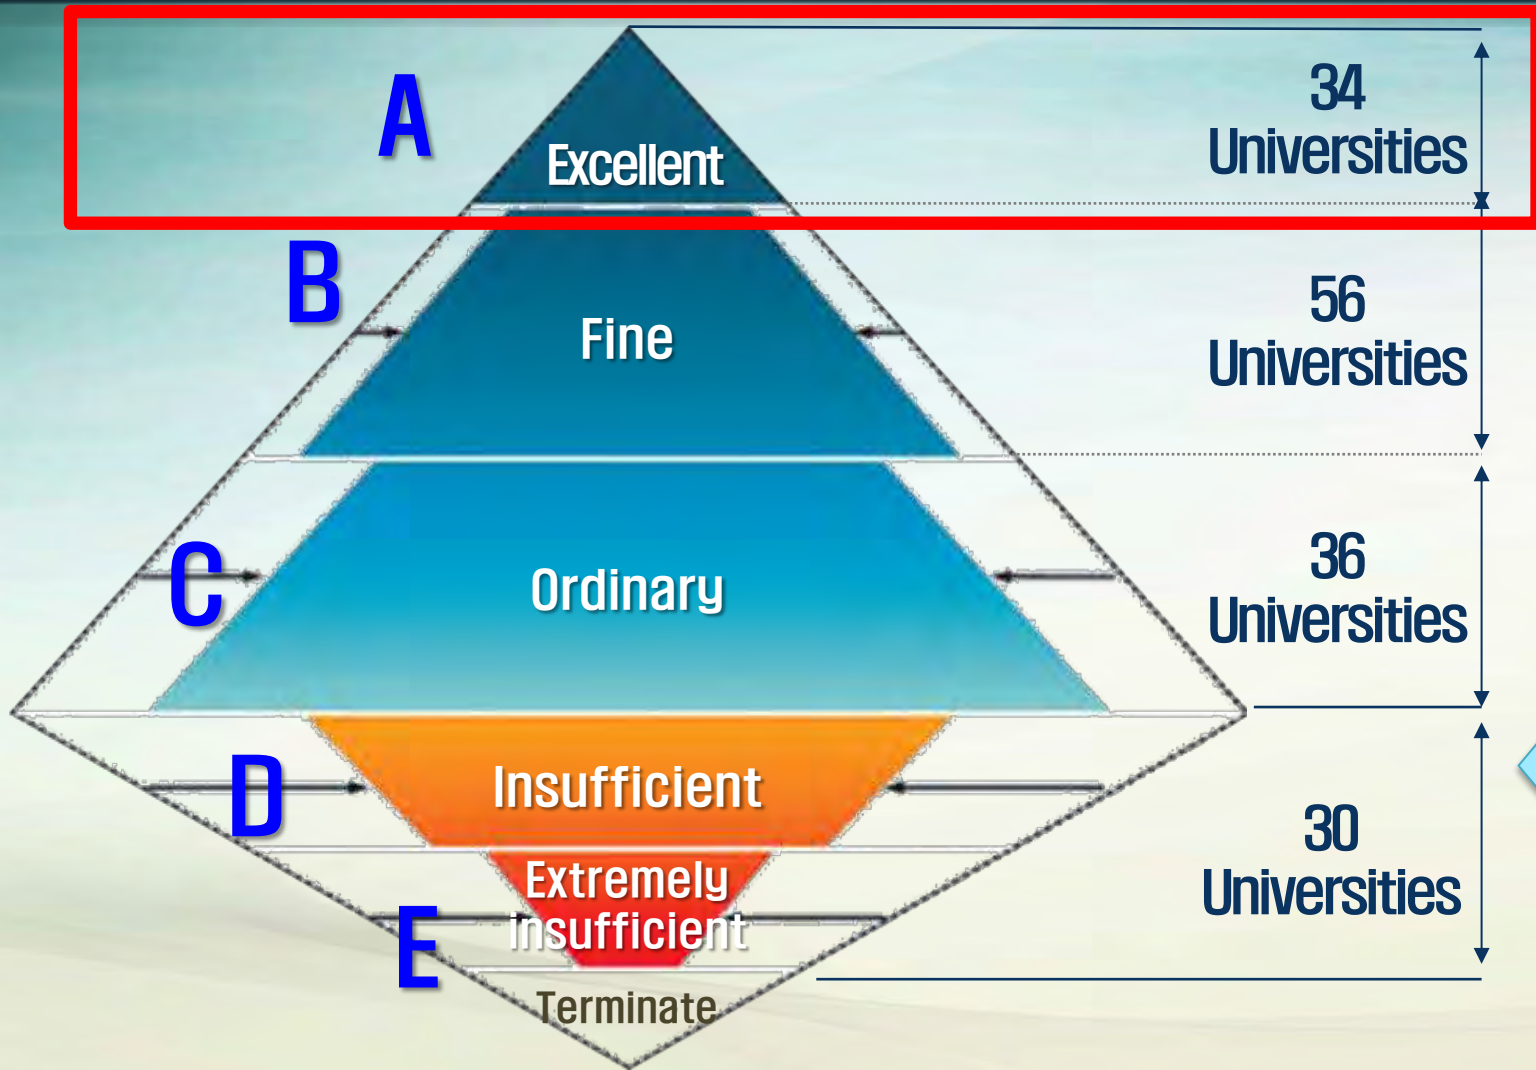 A
Excellent
34
Universities
B
Fine
56
Universities
C
Ordinary
36
Universities
D
Insufficient
30
Universities
Extremely
insufficient
E
Terminate